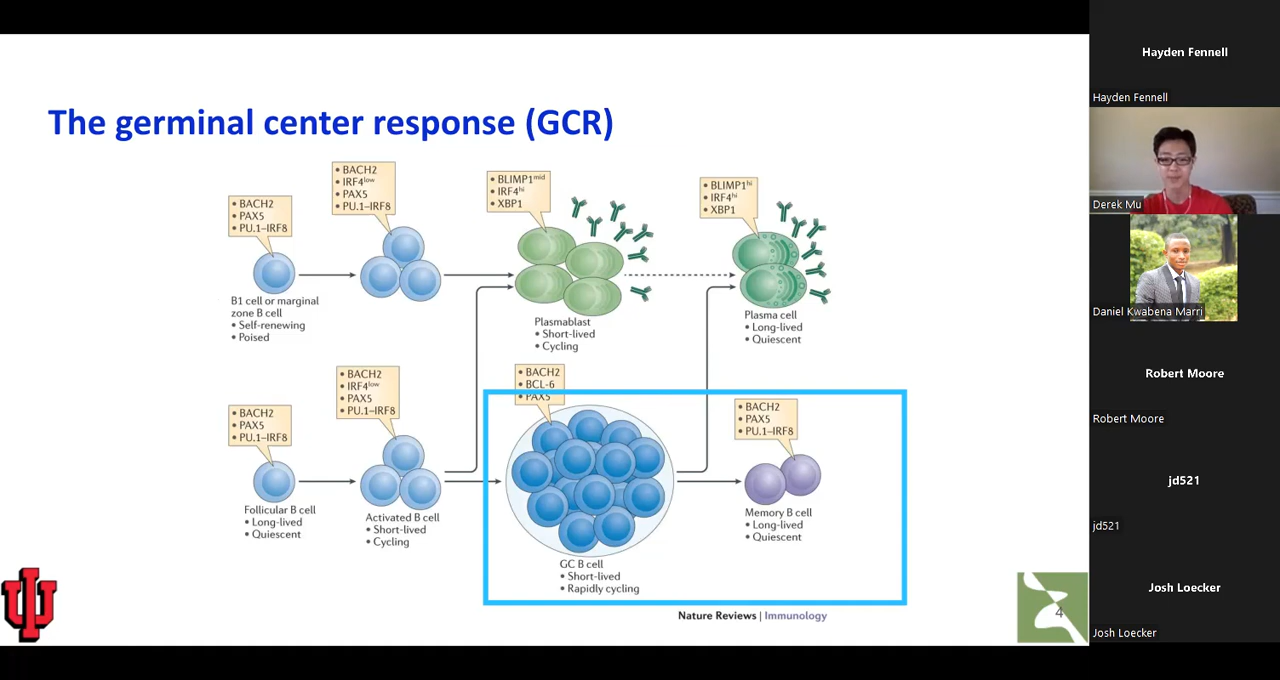 The germinal center response (GCR)
• BACH2
• PAX5
• PU.1–IRF8
• BACH2
• IRF4low
• PAX5
• PU.1–IRF8
• BLIMP1mid
• IRF4hi
• XBP1
• BLIMP1hi
• IRF4hi
• XBP1
B1 cell or marginal
zone B cell
• Self-renewing
• Poised
Plasmablast
• Short-lived
• Cycling
Plasma cell
• Long-lived
• Quiescent
• BACH2
• PAX5
• PU.1–IRF8
• BACH2
• IRF4low
• PAX5
• PU.1–IRF8
• BACH2
• BCL-6
• PAX5
• BACH2
• PAX5
• PU.1–IRF8
Follicular B cell
• Long-lived
• Quiescent
Activated B cell
• Short-lived
• Cycling
GC B cell
• Short-lived
• Rapidly cycling
Memory B cell
• Long-lived
• Quiescent
Nature Reviews | Immunology
4
Hayden Fennell
Hayden Fennell
Derek Mu
Daniel Kwabena Marri
Robert Moore
Robert Moore
jd521
jd521
Josh Loecker
Josh Loecker